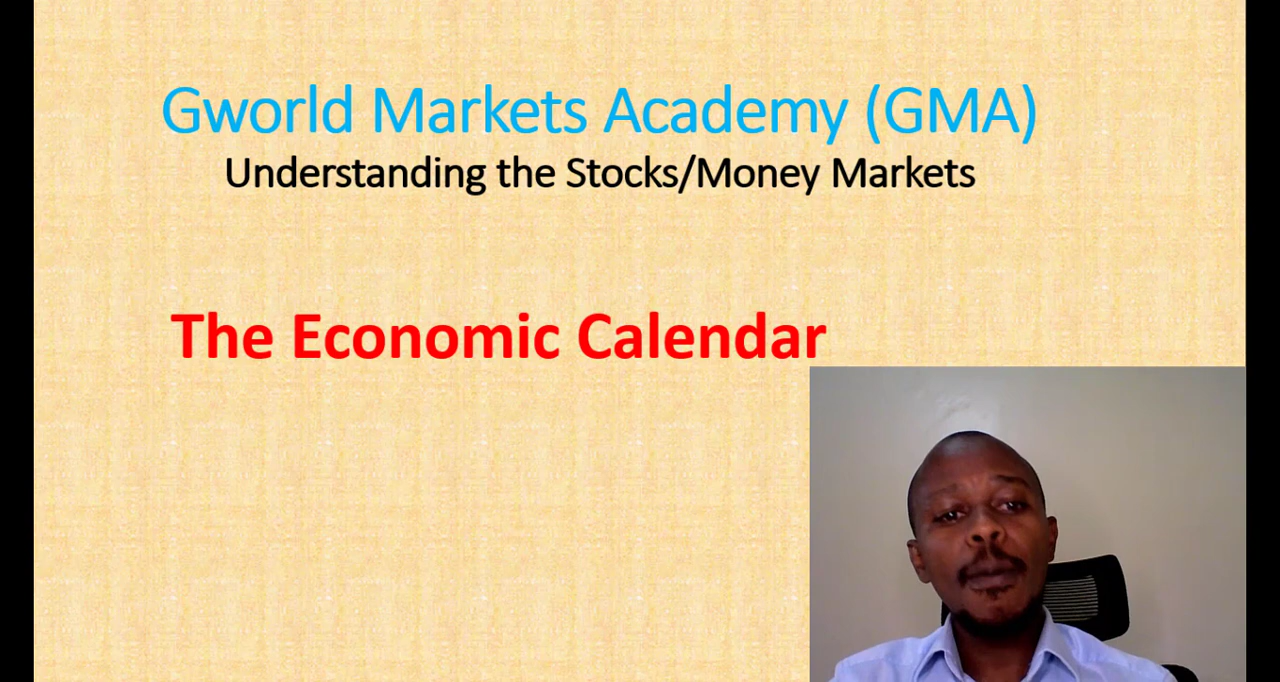 Gworld Markets Academy (GMA)
Understanding the Stocks/Money Markets
The Economic Calendar